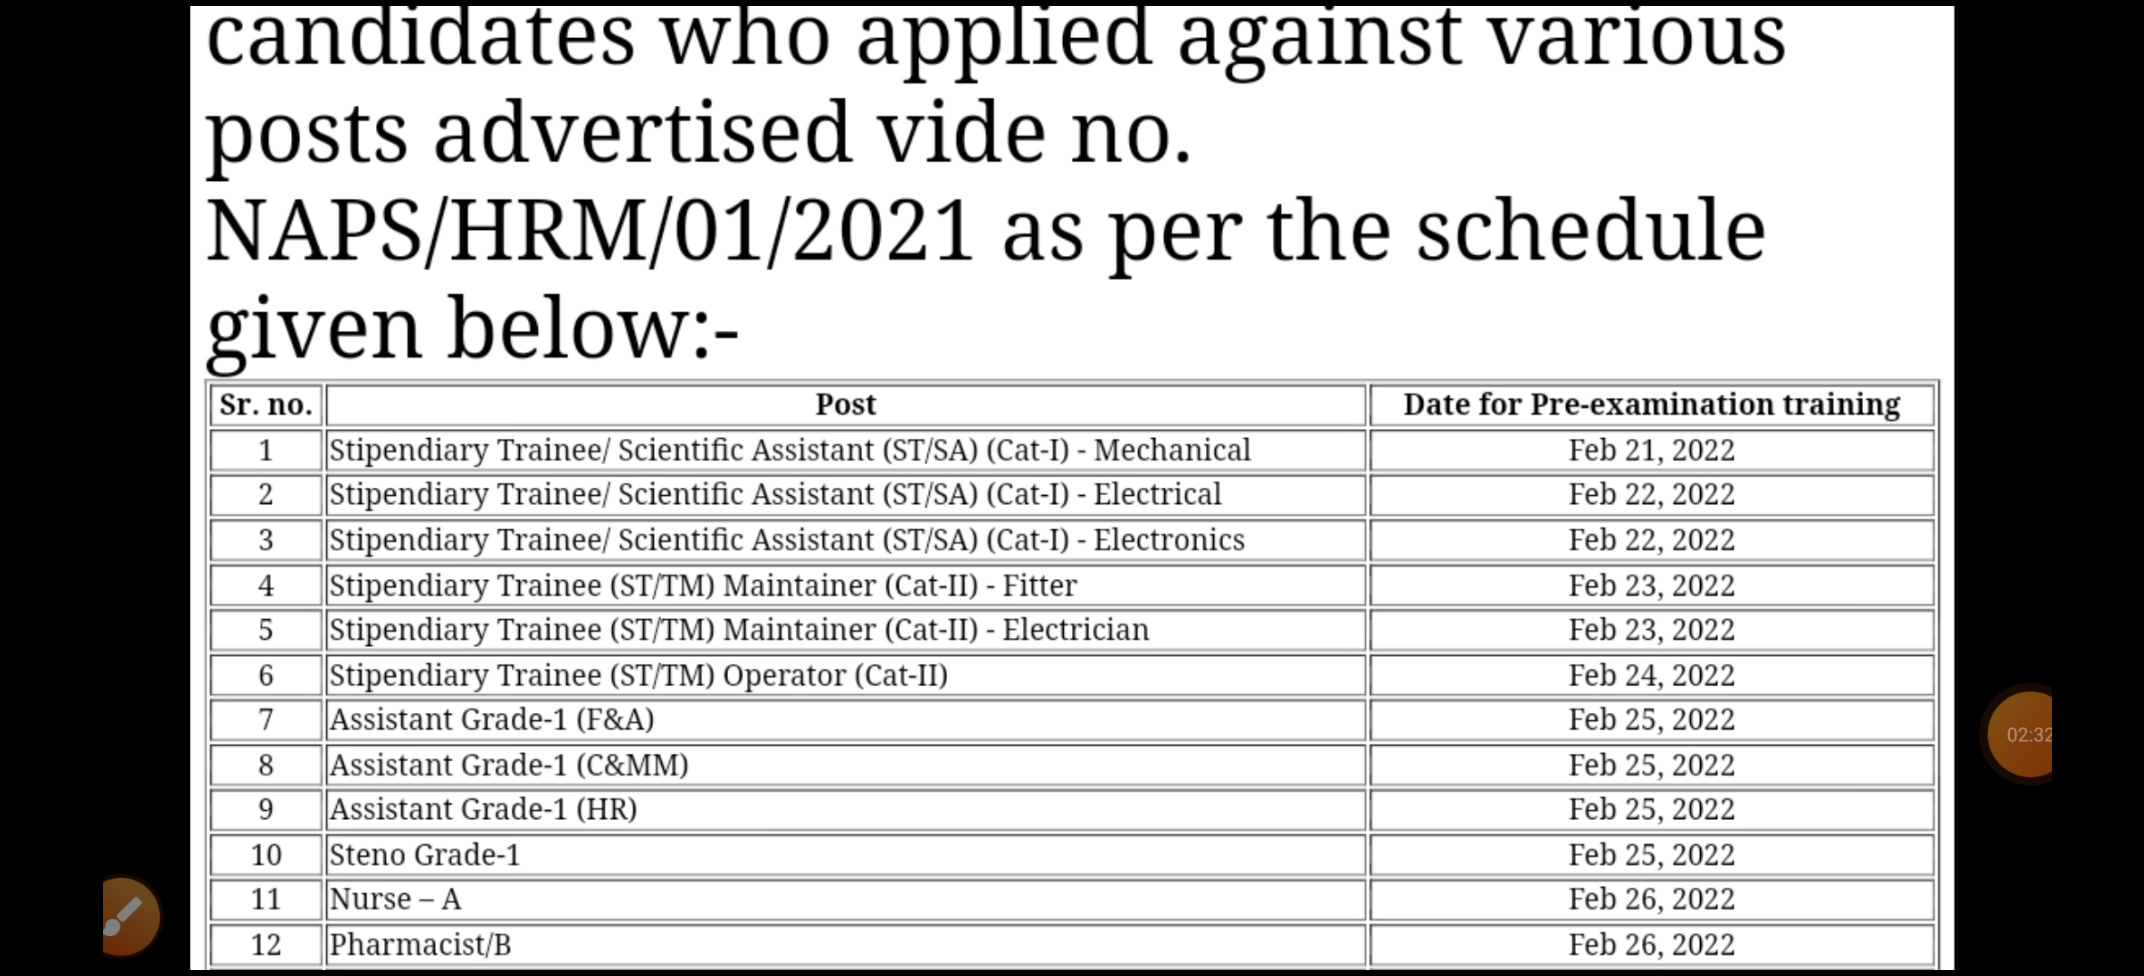 candidates who applied against various
posts advertised vide no.
NAPS/HRM/01/2021 as per the schedule
given below:-
Sr. no. Post Date for Pre-examination training
1 Stipendiary Trainee/ Scientific Assistant (ST/SA) (Cat-I) - Mechanical Feb 21, 2022
2 Stipendiary Trainee/ Scientific Assistant (ST/SA) (Cat-I) - Electrical Feb 22, 2022
3 Stipendiary Trainee/ Scientific Assistant (ST/SA) (Cat-I) - Electronics Feb 22, 2022
4 Stipendiary Trainee (ST/TM) Maintainer (Cat-II) - Fitter Feb 23, 2022
5 Stipendiary Trainee (ST/TM) Maintainer (Cat-II) - Electrician Feb 23, 2022
6 Stipendiary Trainee (ST/TM) Operator (Cat-II) Feb 24, 2022
7 Assistant Grade-1 (F&A) Feb 25, 2022
8 Assistant Grade-1 (C&MM) Feb 25, 2022
9 Assistant Grade-1 (HR) Feb 25, 2022
10 Steno Grade-1 Feb 25, 2022
11 Nurse – A Feb 26, 2022
12 Pharmacist/B Feb 26, 2022
02:32